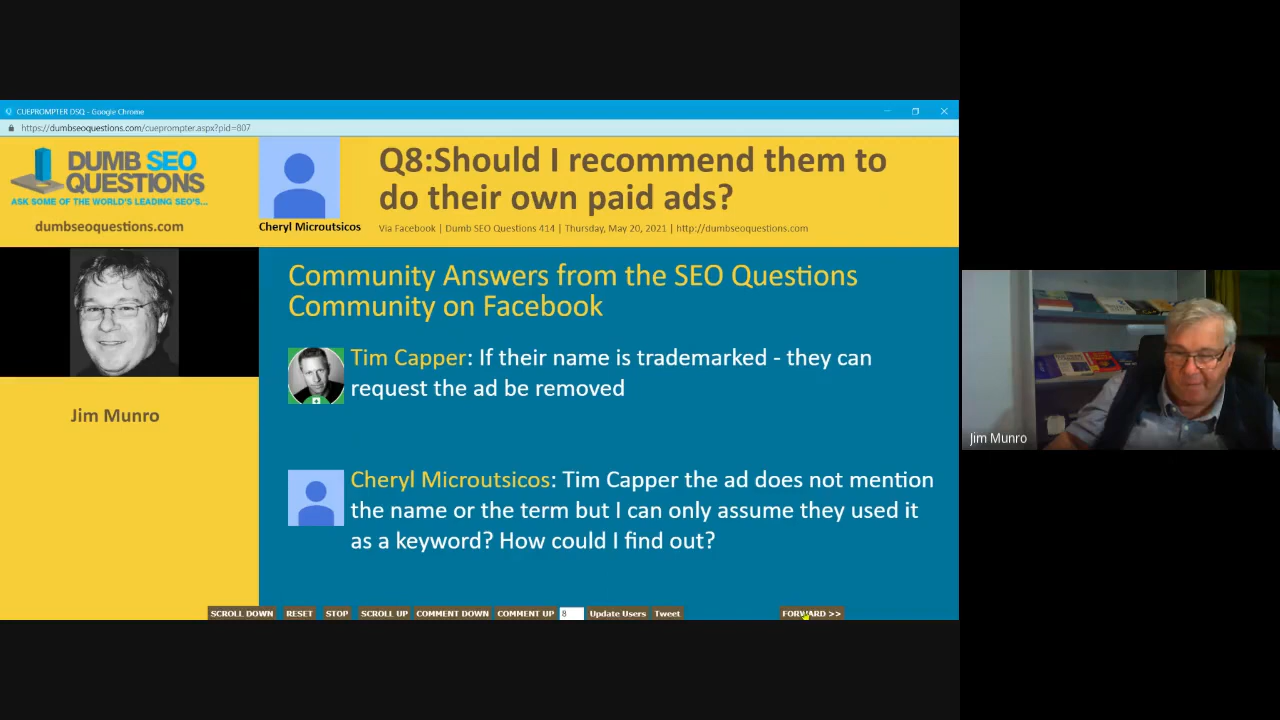 CUEPROMPTER DSQ - Google Chrome
https://dumbseoquestions.com/cueprompter.aspx?pid=807
DUMB SEO
QUESTIONS
ASK SOME OF THE WORLD'S LEADING SEO'S...
dumbseoquestions.com
Cheryl Microutsicos
Q8:Should I recommend them to
do their own paid ads?
Via Facebook | Dumb SEO Questions 414 | Thursday, May 20, 2021 | http://dumbseoquestions.com
Jim Munro
Community Answers from the SEO Questions
Community on Facebook
Tim Capper: If their name is trademarked - they can
request the ad be removed
Cheryl Microutsicos: Tim Capper the ad does not mention
the name or the term but I can only assume they used it
as a keyword? How could I find out?
SCROLL DOWN RESET STOP SCROLL UP COMMENT DOWN COMMENT UP 8 Update Users Tweet FORWARD >>
Jim Munro